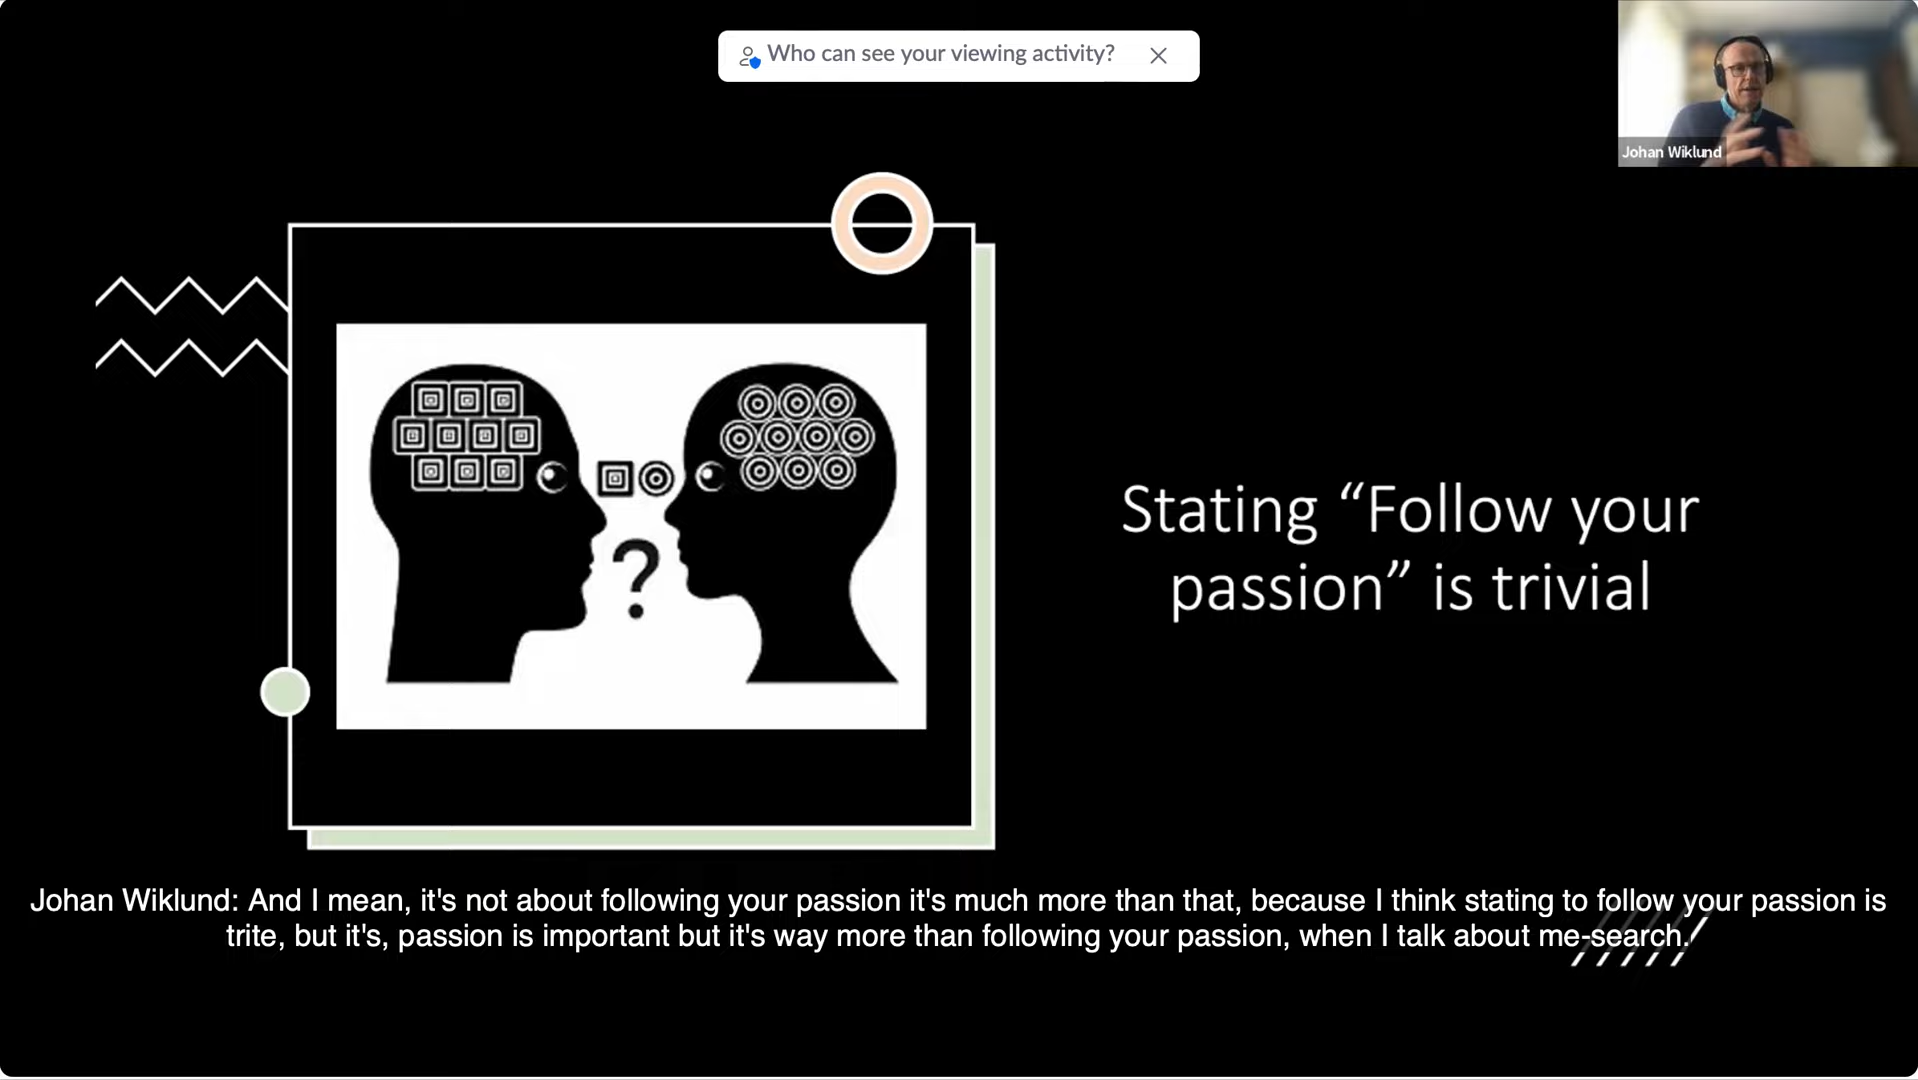 Who can see your viewing activity?
Johan Wiklund
?
Stating “Follow your
passion” is trivial
Johan Wiklund: And I mean, it's not about following your passion it's much more than that, because I think stating to follow your passion is
trite, but it's, passion is important but it's way more than following your passion, when I talk about me-search.